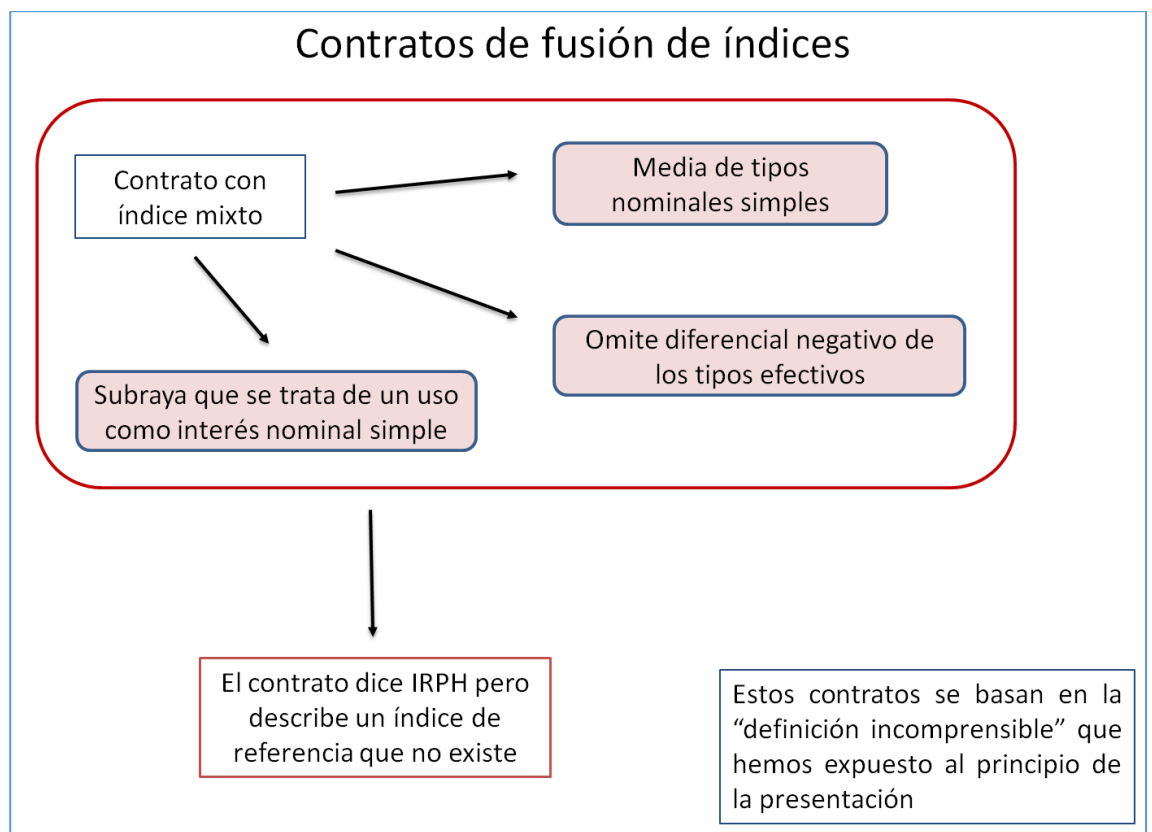 Contratos de fusión de índices
Contrato con
índice mixto
Media de tipos
nominales simples
Omite diferencial negativo de
los tipos efectivos
Subraya que se trata de un uso
como interés nominal simple
El contrato dice IRPH pero
describe un índice de
referencia que no existe
Estos contratos se basan en la
“definición incomprensible” que
hemos expuesto al principio de
la presentación